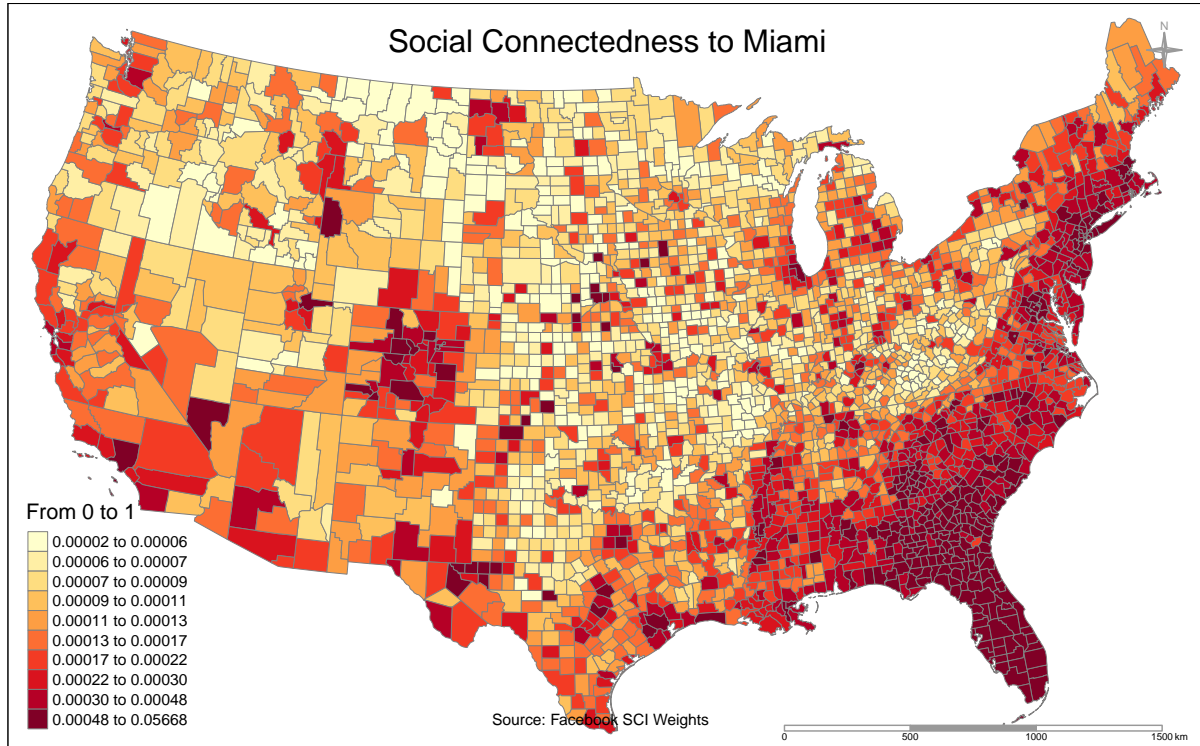 Social Connectedness to Miami
N
From 0 to 1
0.00002 to 0.00006
0.00006 to 0.00007
0.00007 to 0.00009
0.00009 to 0.00011
0.00011 to 0.00013
0.00013 to 0.00017
0.00017 to 0.00022
0.00022 to 0.00030
0.00030 to 0.00048
0.00048 to 0.05668
Source: Facebook SCI Weights
0 500 1000 1500 km